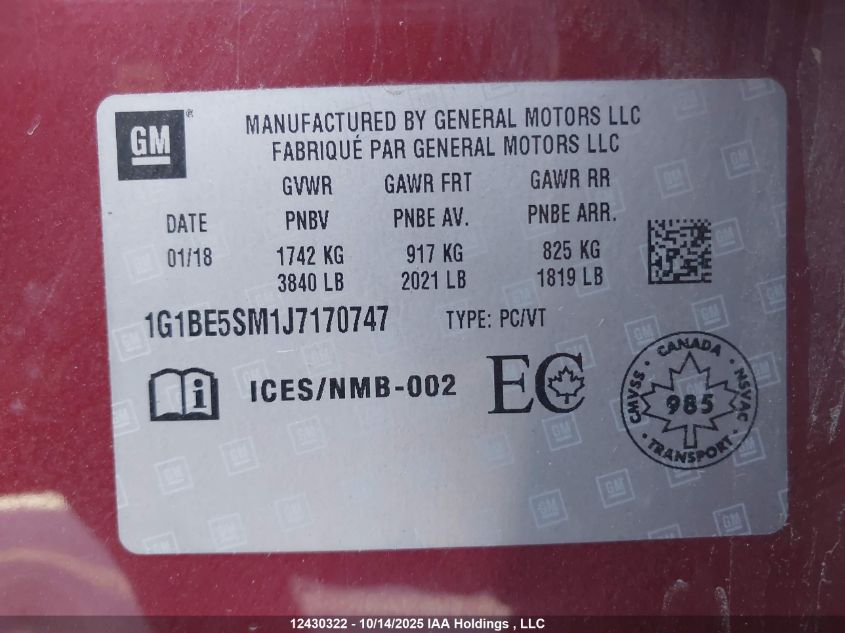 GM ®
MANUFACTURED BY GENERAL MOTORS LLC
FABRIQUÉ PAR GENERAL MOTORS LLC
GVWR GAWR FRT GAWR RR
DATE PNBV PNBE AV. PNBE ARR.
01/18 1742 KG 917 KG 825 KG
3840 LB 2021 LB 1819 LB
1G1BE5SM1J7170747 TYPE: PC/VT
i ICES/NMB-002 EC
CANADA
CMVSS 985 NSVAC
TRANSPORT
12430322 - 10/14/2025 IAA Holdings , LLC